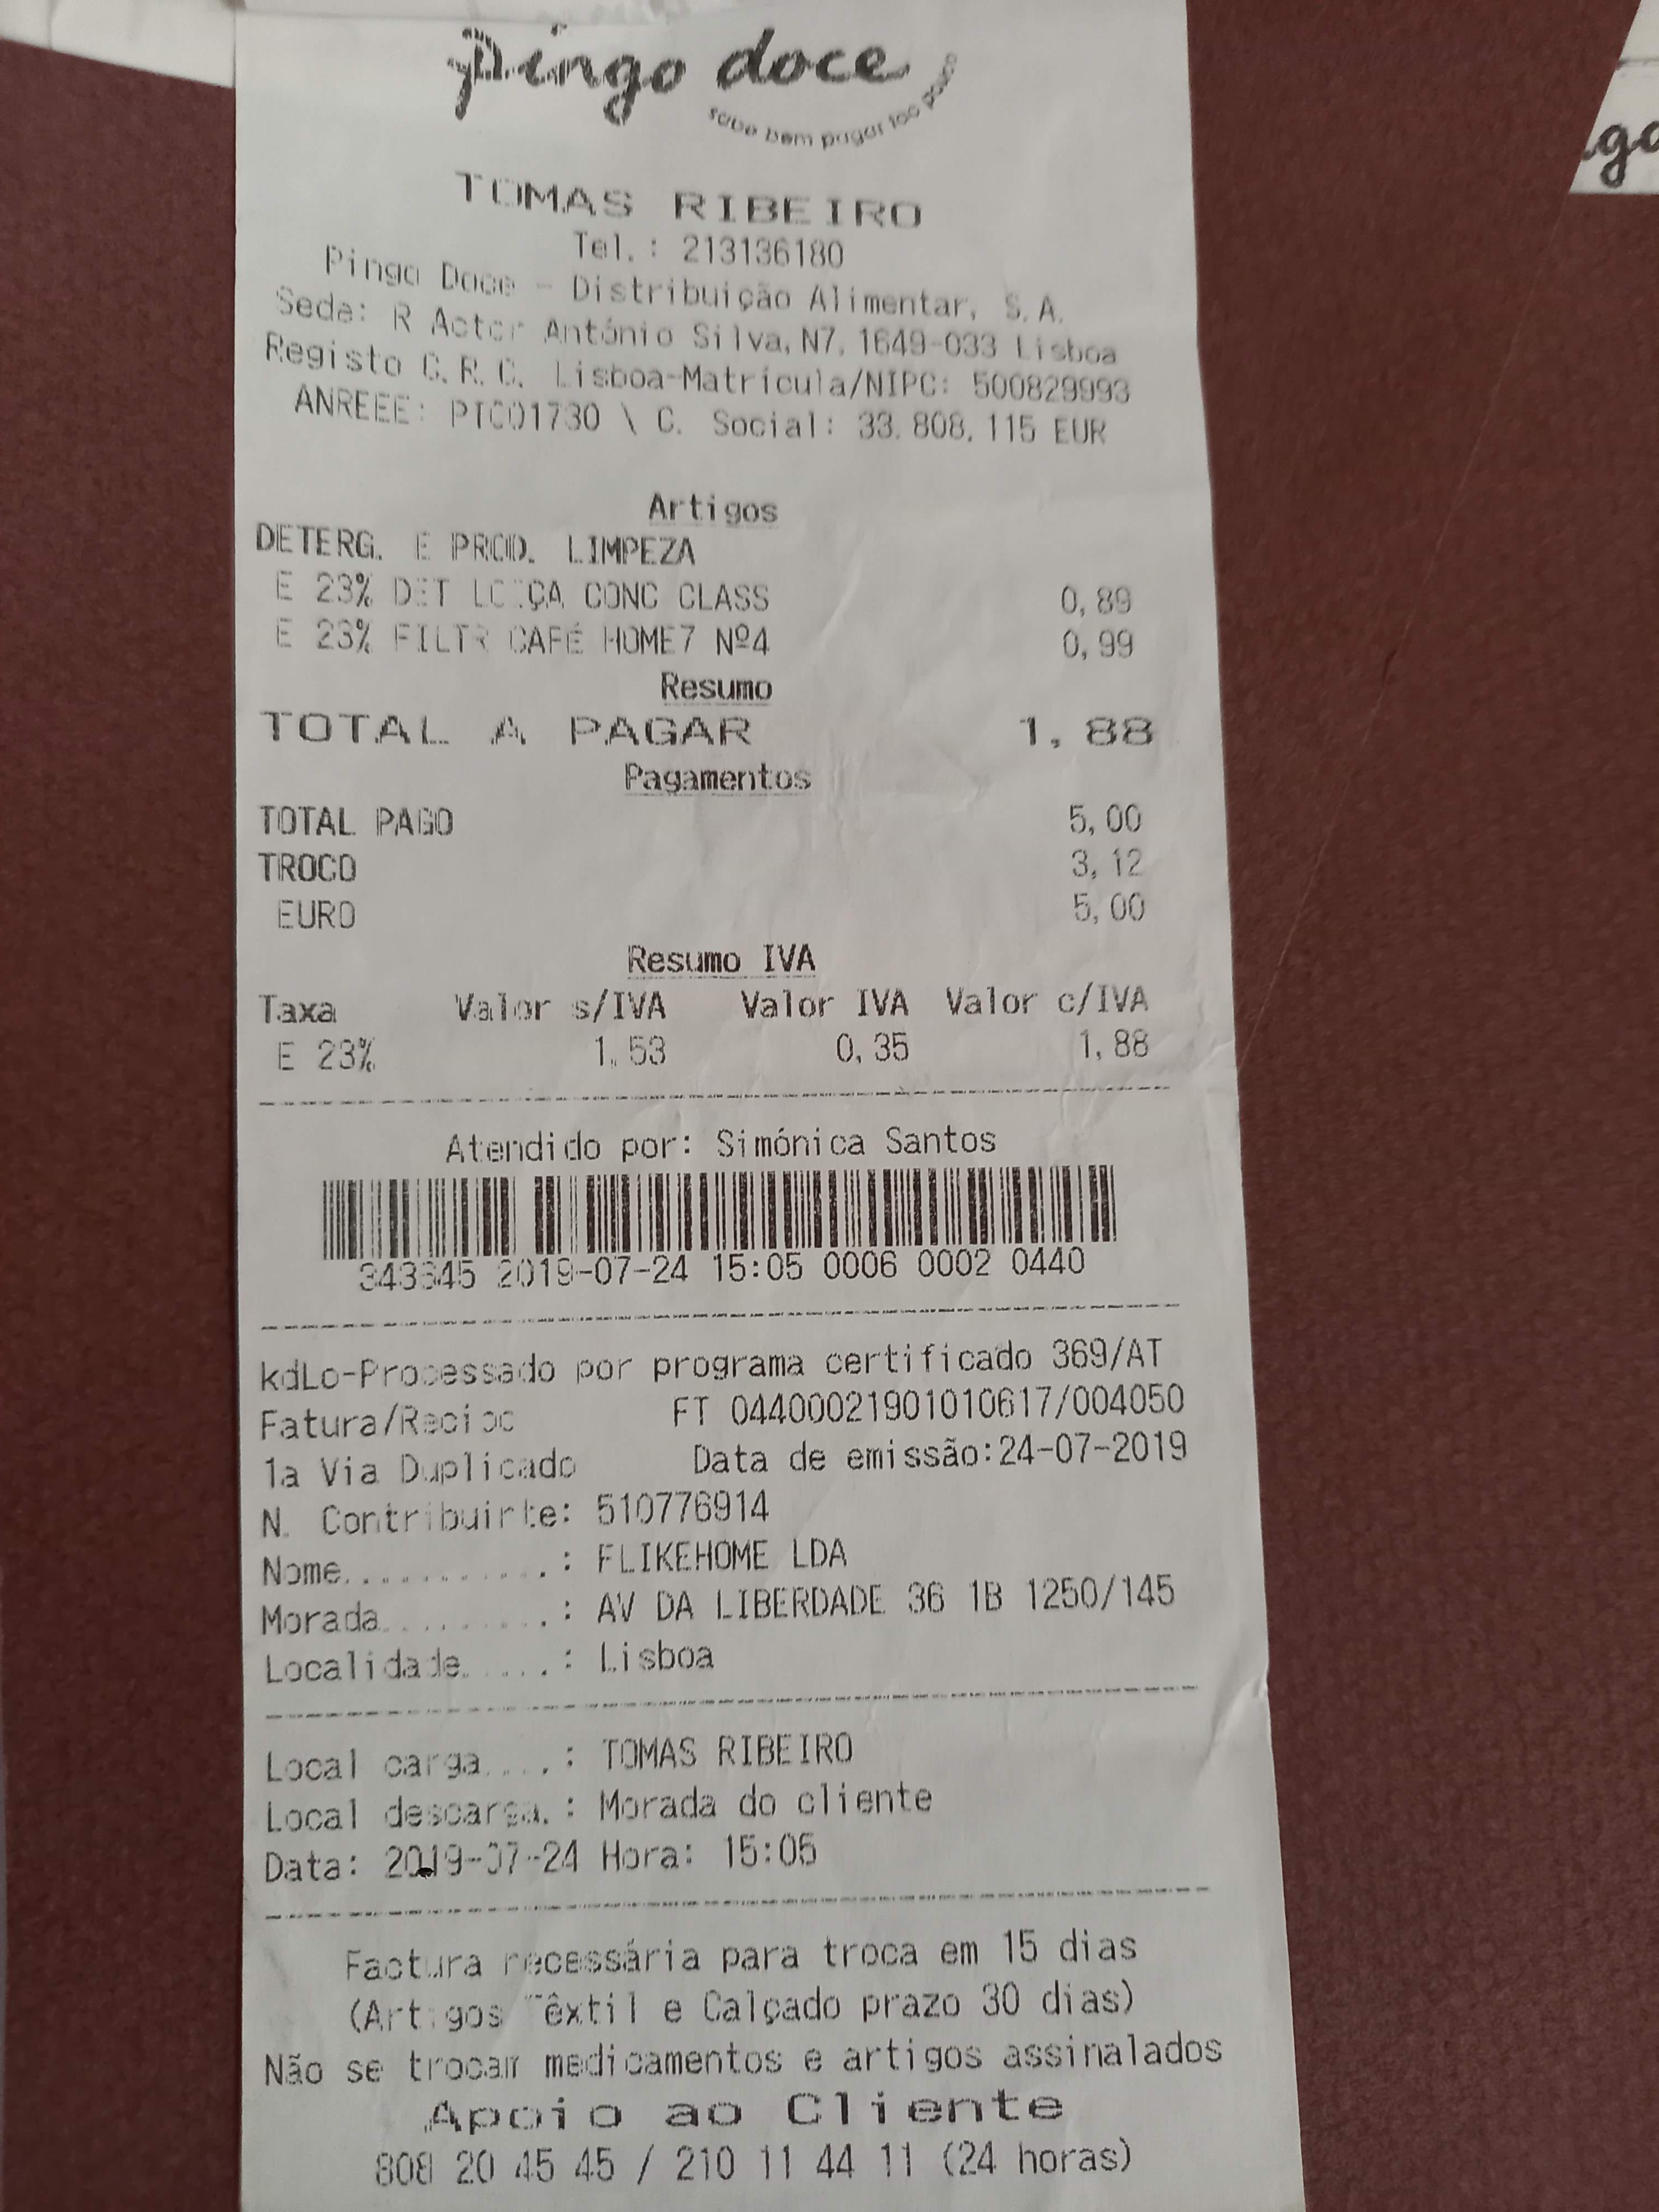 pingo doce
sabe bem pagar tão pouco
TOMAS RIBEIRO
Tel.: 213136180
Pingo Doce - Distribuição Alimentar, S.A.
Sede: R Actor António Silva, N7, 1649-033 Lisboa
Registo C.R.C. Lisboa-Matrícula/NIPC: 500829993
ANREEE: PT001730 \ C. Social: 33.808.115 EUR
Artigos
DETERG. E PROD. LIMPEZA
E 23% DET LOIÇA CONC CLASS 0,89
E 23% FILTR CAFÉ HOME7 Nº4 0,99
Resumo
TOTAL A PAGAR 1,88
Pagamentos
TOTAL PAGO 5,00
TROCO 3,12
EURO 5,00
Resumo IVA
Taxa Valor s/IVA Valor IVA Valor c/IVA
E 23% 1,53 0,35 1,88
Atendido por: Simónica Santos
343345 2019-07-24 15:05 0006 0002 0440
kdLo-Processado por programa certificado 369/AT
Fatura/Recibo FT 04400021901010617/004050
1a Via Duplicado Data de emissão:24-07-2019
N. Contribuinte: 510776914
Nome...........: FLIKEHOME LDA
Morada.........: AV DA LIBERDADE 36 1B 1250/145
Localidade.....: Lisboa
Local carga....: TOMAS RIBEIRO
Local descarga.: Morada do cliente
Data: 2019-07-24 Hora: 15:05
Factura necessária para troca em 15 dias
(Artigos Têxtil e Calçado prazo 30 dias)
Não se trocam medicamentos e artigos assinalados
Apoio ao Cliente
808 20 45 45 / 210 11 44 11 (24 horas)